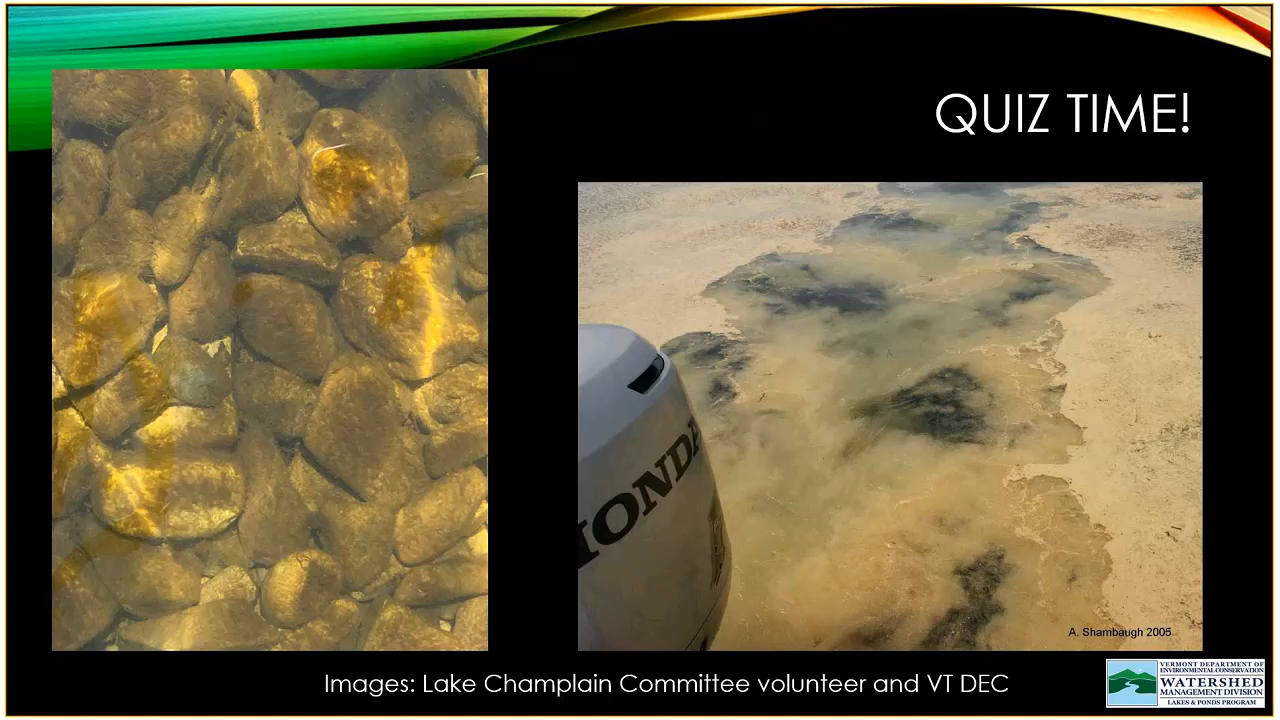 QUIZ TIME!
HONDA
A. Shambaugh 2005
Images: Lake Champlain Committee volunteer and VT DEC
VERMONT DEPARTMENT OF
ENVIRONMENTAL CONSERVATION
WATERSHED
MANAGEMENT DIVISION
LAKES & PONDS PROGRAM